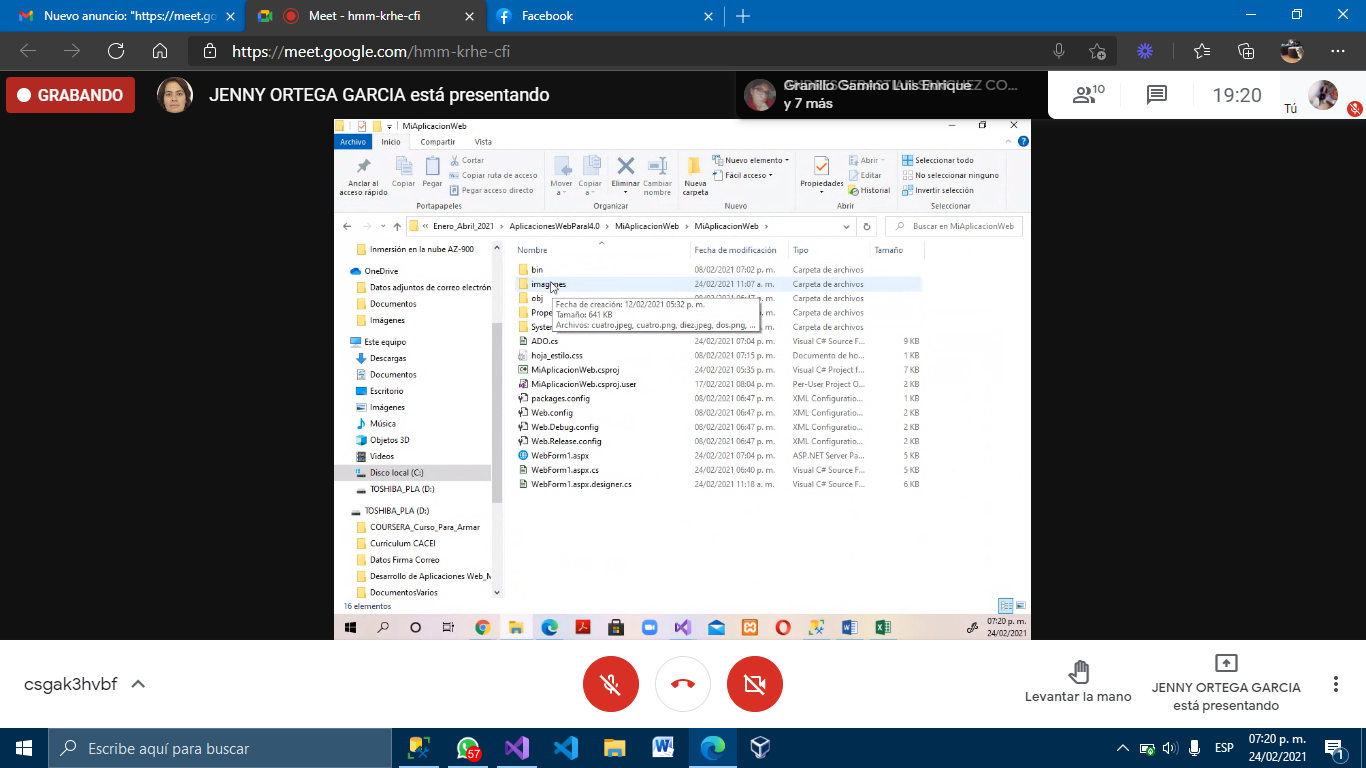 Nuevo anuncio: "https://meet.go
Meet - hmm-krhe-cfi
Facebook
https://meet.google.com/hmm-krhe-cfi
GRABANDO
JENNY ORTEGA GARCIA está presentando
Granillo Gamino Luis Enrique
y 7 más
10
19:20
Tú
MiAplicacionWeb
Archivo Inicio Compartir Vista
Anclar al acceso rápido
Copiar
Pegar
Cortar
Copiar ruta de acceso
Pegar acceso directo
Portapapeles
Mover a
Copiar a
Eliminar
Cambiar nombre
Organizar
Nueva carpeta
Nuevo elemento
Fácil acceso
Nuevo
Propiedades
Abrir
Editar
Historial
Abrir
Seleccionar todo
No seleccionar ninguno
Invertir selección
Seleccionar
« Enero_Abril_2021 > AplicacionesWebParal4.0 > MiAplicacionWeb > MiAplicacionWeb >
Buscar en MiAplicacionWeb
Inmersión en la nube AZ-900
OneDrive
Datos adjuntos de correo electrón
Documentos
Imágenes
Este equipo
Descargas
Documentos
Escritorio
Imágenes
Música
Objetos 3D
Videos
Disco local (C:)
TOSHIBA_PLA (D:)
TOSHIBA_PLA (D:)
COURSERA_Curso_Para_Armar
Curriculum CACEI
Datos Firma Correo
Desarrollo de Aplicaciones Web_M
DocumentosVarios
Nombre Fecha de modificación Tipo Tamaño
bin 08/02/2021 07:02 p. m. Carpeta de archivos
imagenes 24/02/2021 11:07 a. m. Carpeta de archivos
obj 08/02/2021 06:47 p. m. Carpeta de archivos
Prope p. m. Carpeta de archivos
System p. m. Carpeta de archivos
Fecha de creación: 12/02/2021 05:32 p. m.
Tamaño: 641 KB
Archivos: cuatro.jpeg, cuatro.png, diez.jpeg, dos.png, ...
ADO.cs 24/02/2021 07:04 p. m. Visual C# Source F... 9 KB
hoja_estilo.css 08/02/2021 07:15 p. m. Documento de ho... 1 KB
MiAplicacionWeb.csproj 24/02/2021 05:35 p. m. Visual C# Project f... 7 KB
MiAplicacionWeb.csproj.user 17/02/2021 08:04 p. m. Per-User Project O... 2 KB
packages.config 08/02/2021 06:47 p. m. XML Configuratio... 1 KB
Web.config 08/02/2021 06:47 p. m. XML Configuratio... 2 KB
Web.Debug.config 08/02/2021 06:47 p. m. XML Configuratio... 2 KB
Web.Release.config 08/02/2021 06:47 p. m. XML Configuratio... 2 KB
WebForm1.aspx 24/02/2021 07:04 p. m. ASP.NET Server Pa... 5 KB
WebForm1.aspx.cs 24/02/2021 06:40 p. m. Visual C# Source F... 5 KB
WebForm1.aspx.designer.cs 24/02/2021 11:18 a. m. Visual C# Source F... 6 KB
16 elementos
07:20 p. m.
24/02/2021
csgak3hvbf
Levantar la mano
JENNY ORTEGA GARCIA
está presentando
Escribe aquí para buscar
57
ESP
07:20 p. m.
24/02/2021
1